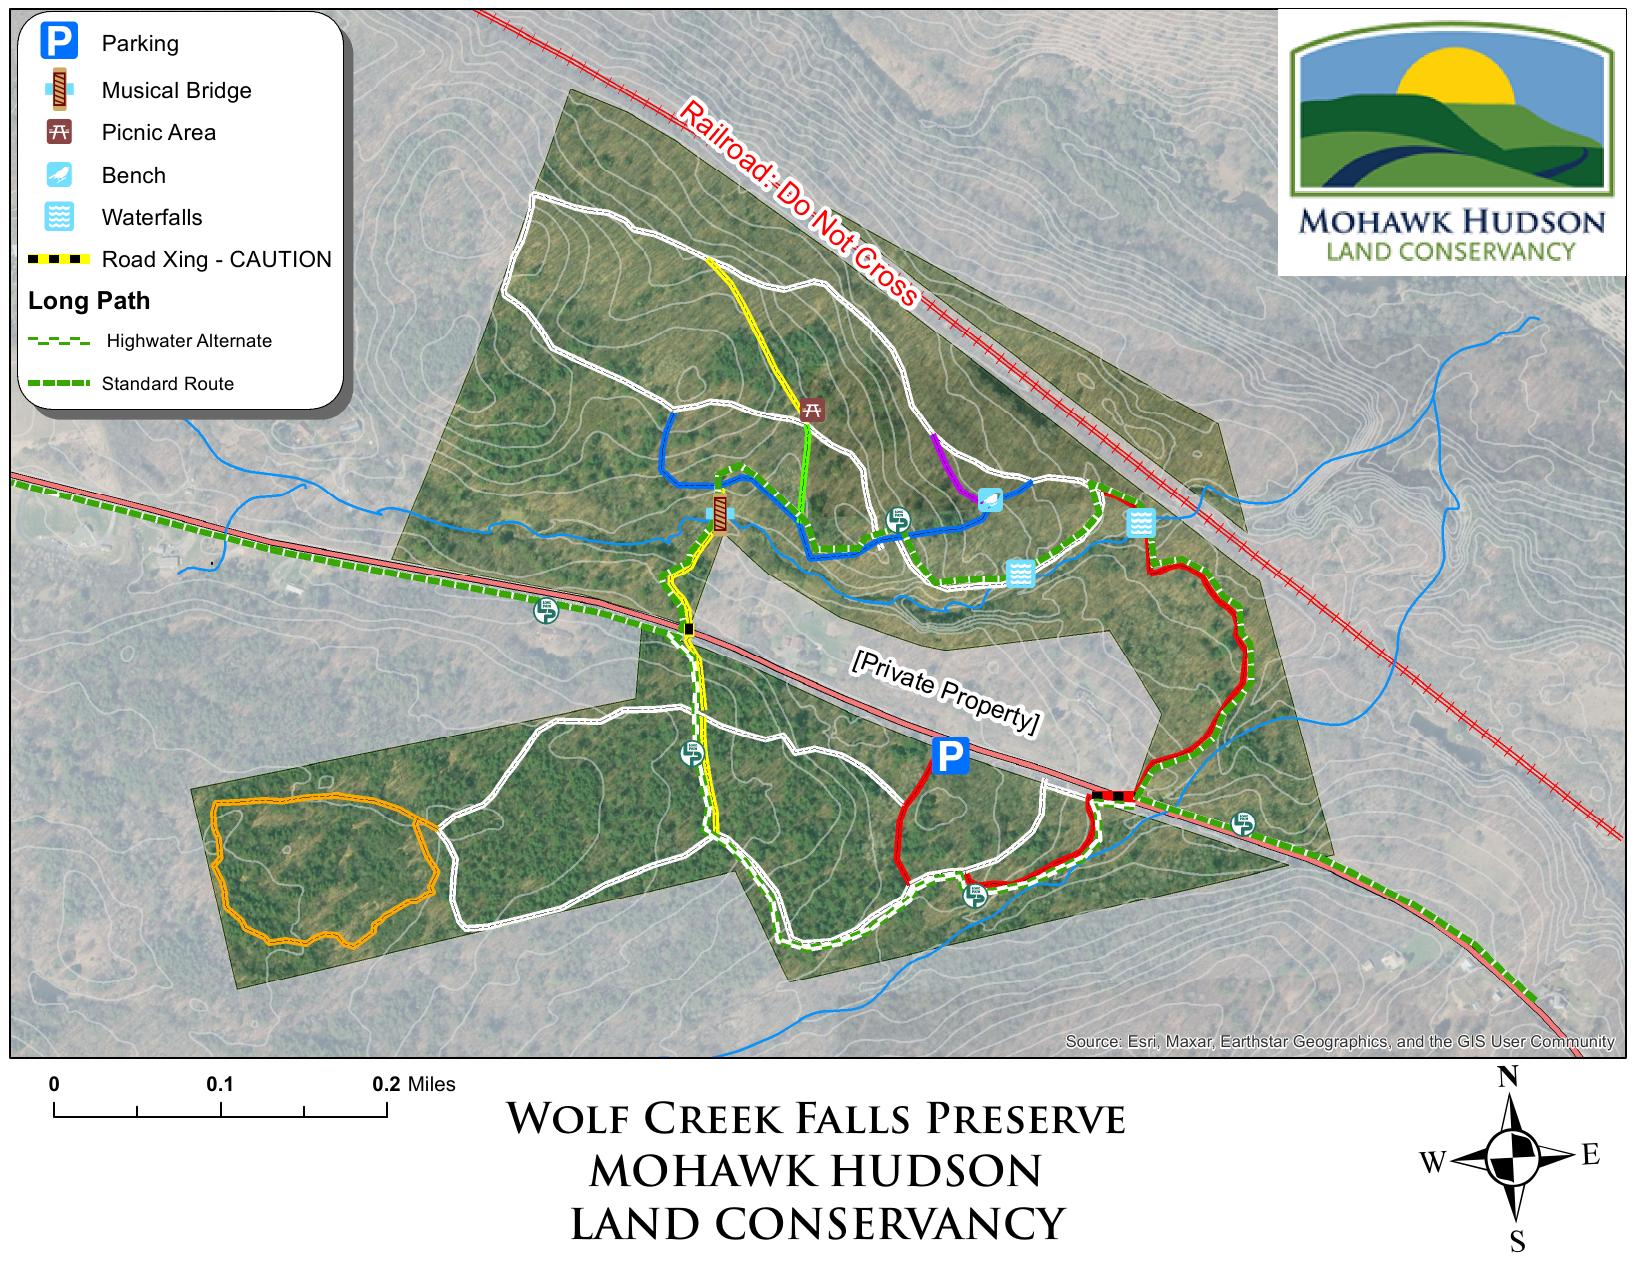 P Parking
Musical Bridge
Picnic Area
Bench
Waterfalls
Road Xing - CAUTION
Long Path
Highwater Alternate
Standard Route
MOHAWK HUDSON
LAND CONSERVANCY
Railroad: Do Not Cross
[Private Property]
P
Source: Esri, Maxar, Earthstar Geographics, and the GIS User Community
0 0.1 0.2 Miles
WOLF CREEK FALLS PRESERVE
MOHAWK HUDSON
LAND CONSERVANCY
N
W E
S